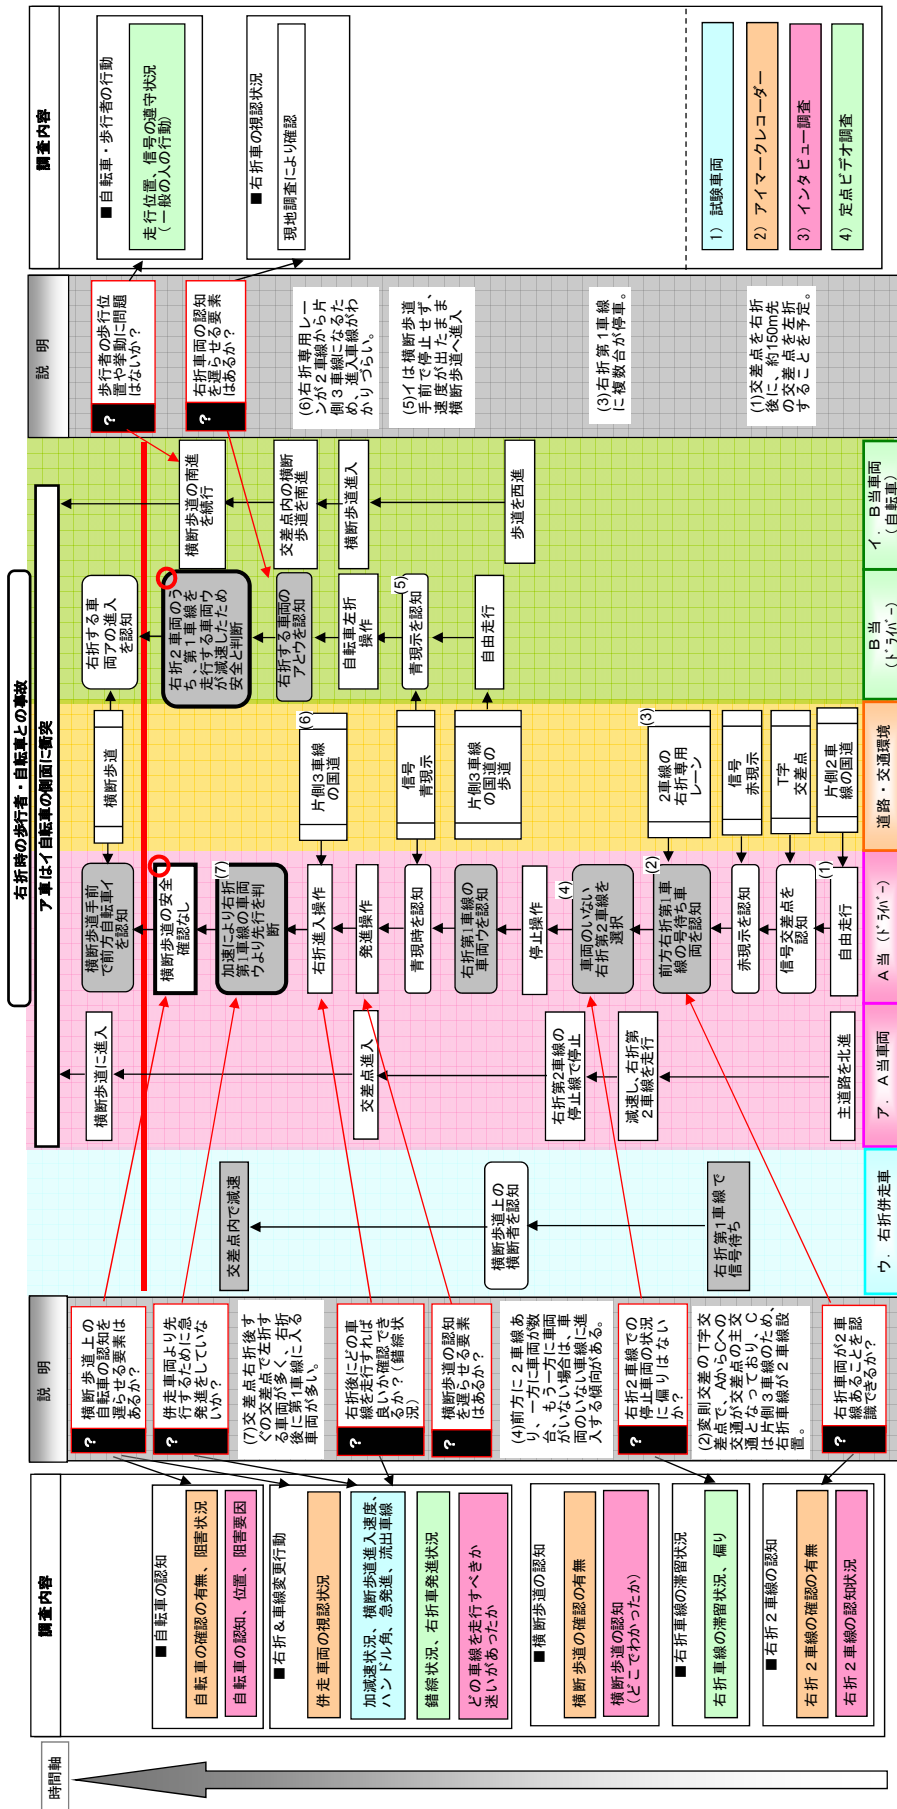 右折時の歩行者・自転車との事故
ア車はイ自転車の側面に衝突
時間軸
調査内容
■自転車の認知
自転車の確認の有無、阻害状況
自転車の認知、位置、阻害要因
■右折&車線変更行動
併走車両の視認状況
加減速状況、横断歩道進入速度、
ハンドル角、急発進、流出車線
錯綜状況、右折車発進状況
どの車線を走行すべきか
迷いがあったか
■横断歩道の認知
横断歩道の確認の有無
横断歩道の認知
(どこでわかったか)
■右折車線の滞留状況
右折車線の滞留状況、偏り
■右折2車線の認知
右折2車線の確認の有無
右折2車線の認知状況
説 明
?
横断歩道上の
自転車の認知を
遅らせる要素は
あるか?
?
併走車両より先
行するために急
発進をしていな
いか?
(7)交差点右折後す
ぐの交差点で左折す
る車両が多く、右折
後に第1車線に入る
車両が多い。
?
右折後にどの車
線を走行すれば
良いか確認でき
るか?(錯綜状
況)
?
横断歩道の認知
を遅らせる要素
はあるか?
(4)前方に2車線あ
り、一方に車両が数
台、もう一方に車両
がいない場合は、車
両のいない車線に進
入する傾向がある。
?
右折2車線での
停止車両の状況
に偏りはない
か?
(2)変則交差のT字交
差点で、AからCへの
交通が交差点の主交
通となっており、C
は片側3車線のため、
右折車線が2車線設
置。
?
右折車両が2車
線あることを認
識できるか?
ウ．右折併走車
交差点内で減速
横断歩道上の
横断者を認知
右折第1車線で
信号待ち
ア．A当車両
横断歩道に進入
交差点進入
右折第2車線の
停止線で停止
減速し、右折第
2車線を走行
主道路を北進
A当(ドライバー)
横断歩道手前
で前方自転車イ
を認知
横断歩道の安全
確認なし
(7)
加速により右折
第1車線の車両
ウより先行を判
断
右折進入操作
発進操作
青現時を認知
右折第1車線の
車両ウを認知
停止操作
(4)
車両のいない
右折第2車線を
選択
(2)
前方右折第1車
線の信号待ち車
両を認知
赤現示を認知
信号交差点を
認知
(1)
自由走行
道路・交通環境
横断歩道
(6)
片側3車線
の国道
信号
青現示
片側3車線
の国道の
歩道
(3)
2車線の
右折専用
レーン
信号
赤現示
T字
交差点
片側2車
線の国道
B当
(ドライバー)
右折する車
両アの進入
を認知
右折2車両のう
ち、第1車線を
走行する車両ウ
が減速したため
安全と判断
右折する車両の
アとウを認知
自転車左折
操作
(5)
青現示を認知
自由走行
イ．B当車両
(自転車)
横断歩道の南進
を続行
交差点内の横断
歩道を南進
横断歩道進入
歩道を西進
説 明
?
歩行者の歩行位
置や挙動に問題
はないか?
?
右折車両の認知
を遅らせる要素
はあるか?
(6)右折専用レー
ンが2車線から片
側3車線になるた
め、進入車線がわ
かりづらい。
(5)イは横断歩道
手前で停止せず、
速度が出たまま
横断歩道へ進入
(3)右折第1車線
に複数台が停車。
(1)交差点を右折
後に、約150m先
の交差点を左折
することを予定。
調査内容
■自転車・歩行者の行動
走行位置、信号の遵守状況
(一般の人の行動)
■右折車の視認状況
現地調査により確認
1)試験車両
2)アイマークレコーダー
3)インタビュー調査
4)定点ビデオ調査